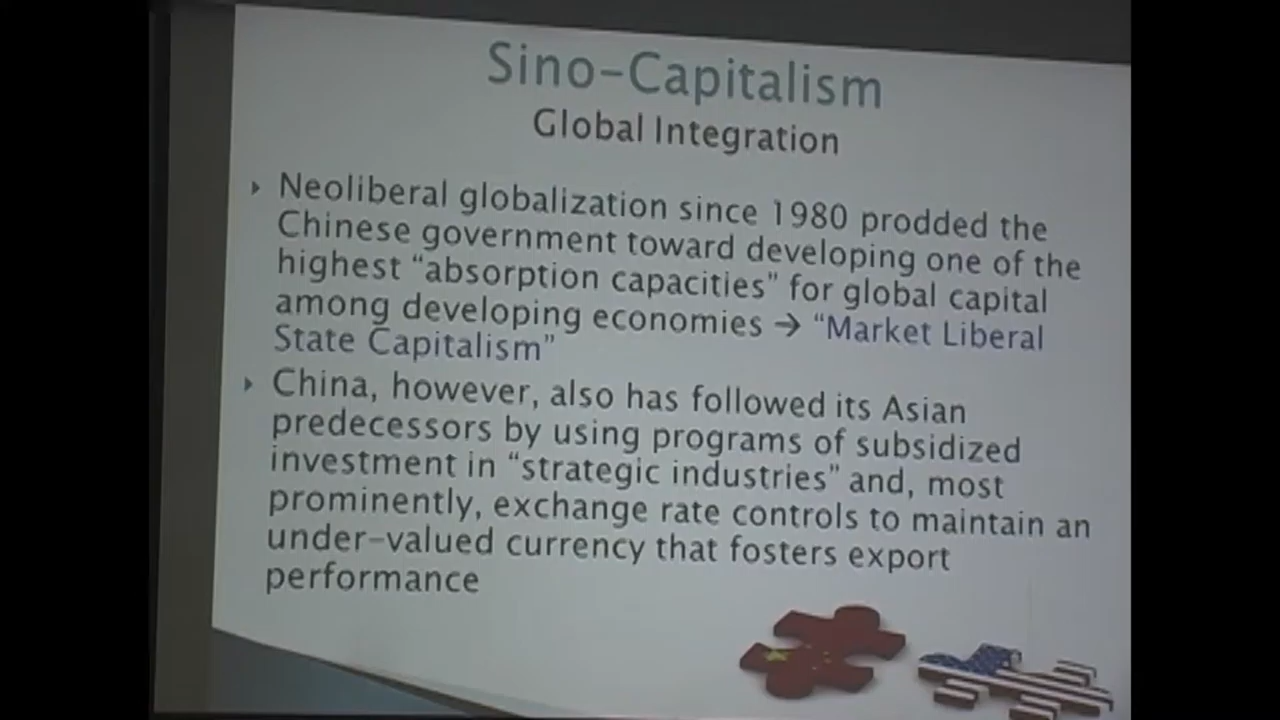 Sino-Capitalism
Global Integration
Neoliberal globalization since 1980 prodded the
Chinese government toward developing one of the
highest “absorption capacities” for global capital
among developing economies → “Market Liberal
State Capitalism”
China, however, also has followed its Asian
predecessors by using programs of subsidized
investment in “strategic industries” and, most
prominently, exchange rate controls to maintain an
under-valued currency that fosters export
performance